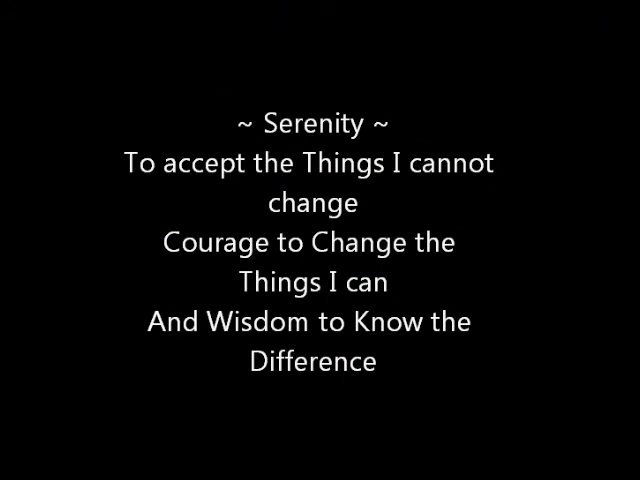 ~ Serenity ~
To accept the Things I cannot
change
Courage to Change the
Things I can
And Wisdom to Know the
Difference